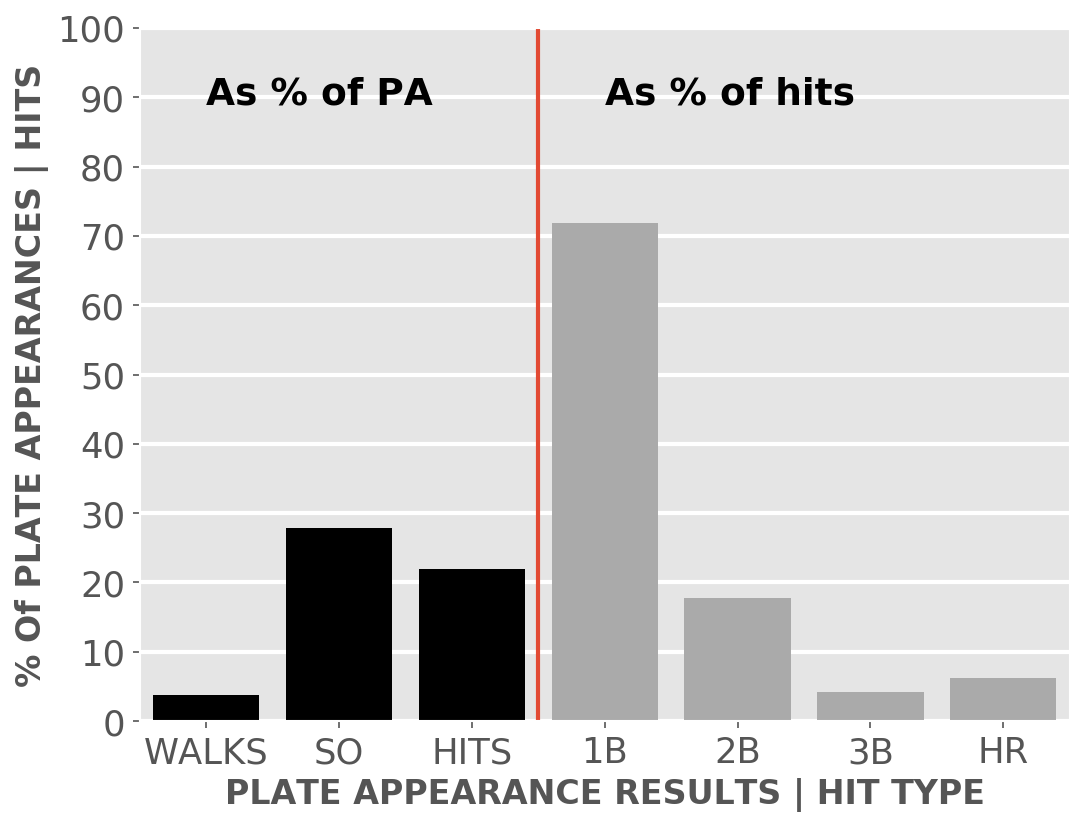 % Of PLATE APPEARANCES | HITS
100
90
80
70
60
50
40
30
20
10
0
As % of PA
As % of hits
WALKS SO HITS 1B 2B 3B HR
PLATE APPEARANCE RESULTS | HIT TYPE